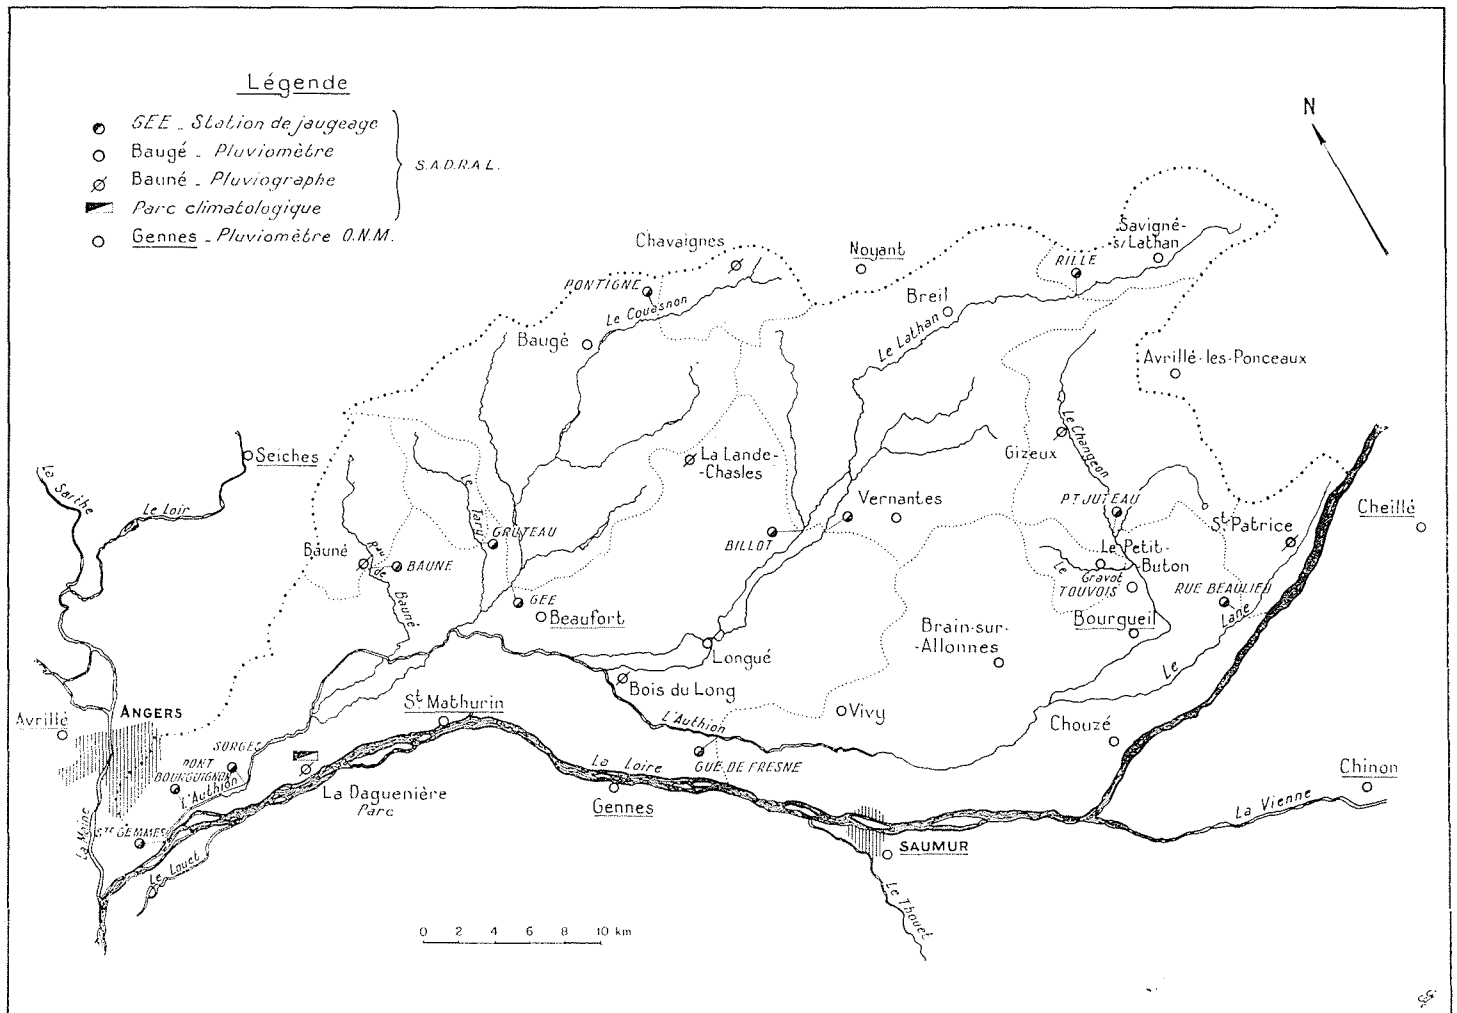 Légende
GEE - Station de jaugeage
Baugé - Pluviomètre
Bauné - Pluviographe
Parc climatologique
Gennes - Pluviomètre O.N.M.
S.A.D.R.A.L.
N
Savigné-
s/Lathan
Chavaignes
Noyant
RILLE
PONTIGNE
Le Couasnon
Breil
Le Lathan
Baugé
Avrillé-les-Ponceaux
Le Changeon
Gizeux
Seiches
La Lande-
-Chasles
La Sarthe
Le Loir
Vernantes
Pt JUTEAU
Cheillé
St Patrice
Le Tary
GRUTEAU
BILLOT
Bauné
Rau de Bauné
BAUNE
Le Petit-
-Buton
Le Gravot
TOUVOIS
RUE BEAULIEU
GEE
Beaufort
Bourgueil
Le Lane
Brain-sur-
-Allonnes
Longué
Bois du Long
St Mathurin
Vivy
Chouzé
ANGERS
Avrillé
L'Authion
SORGES
PONT
BOURGUIGNON
L'Authion
GUE DE FRESNE
La Loire
La Daguenière
Parc
Gennes
Chinon
La Vienne
La Maine
Ste GEMMES
Le Louet
SAUMUR
Le Thouet
0 2 4 6 8 10 km